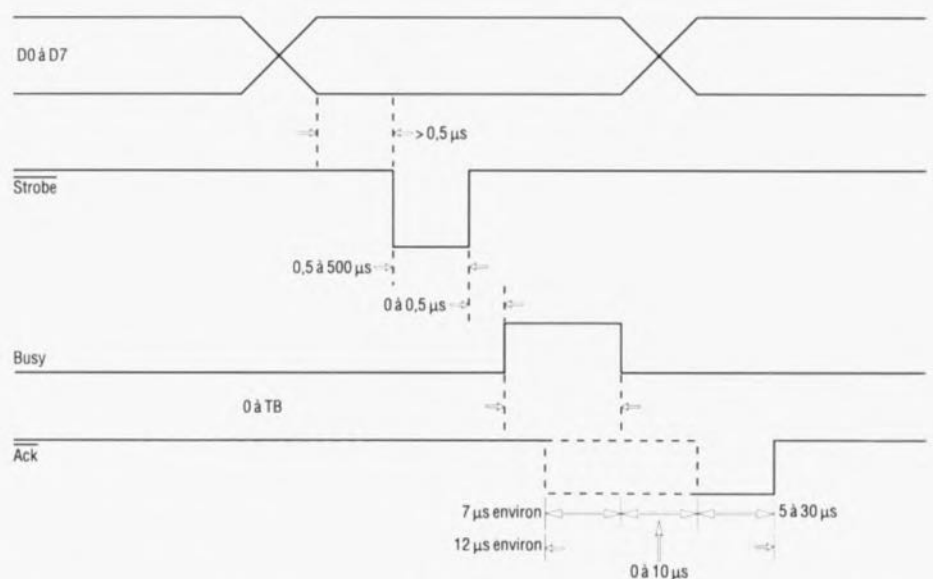 D0 à D7
> 0,5 µs
Strobe
0,5 à 500 µs
0 à 0,5 µs
Busy
0 à TB
Ack
7 µs environ
5 à 30 µs
12 µs environ
0 à 10 µs